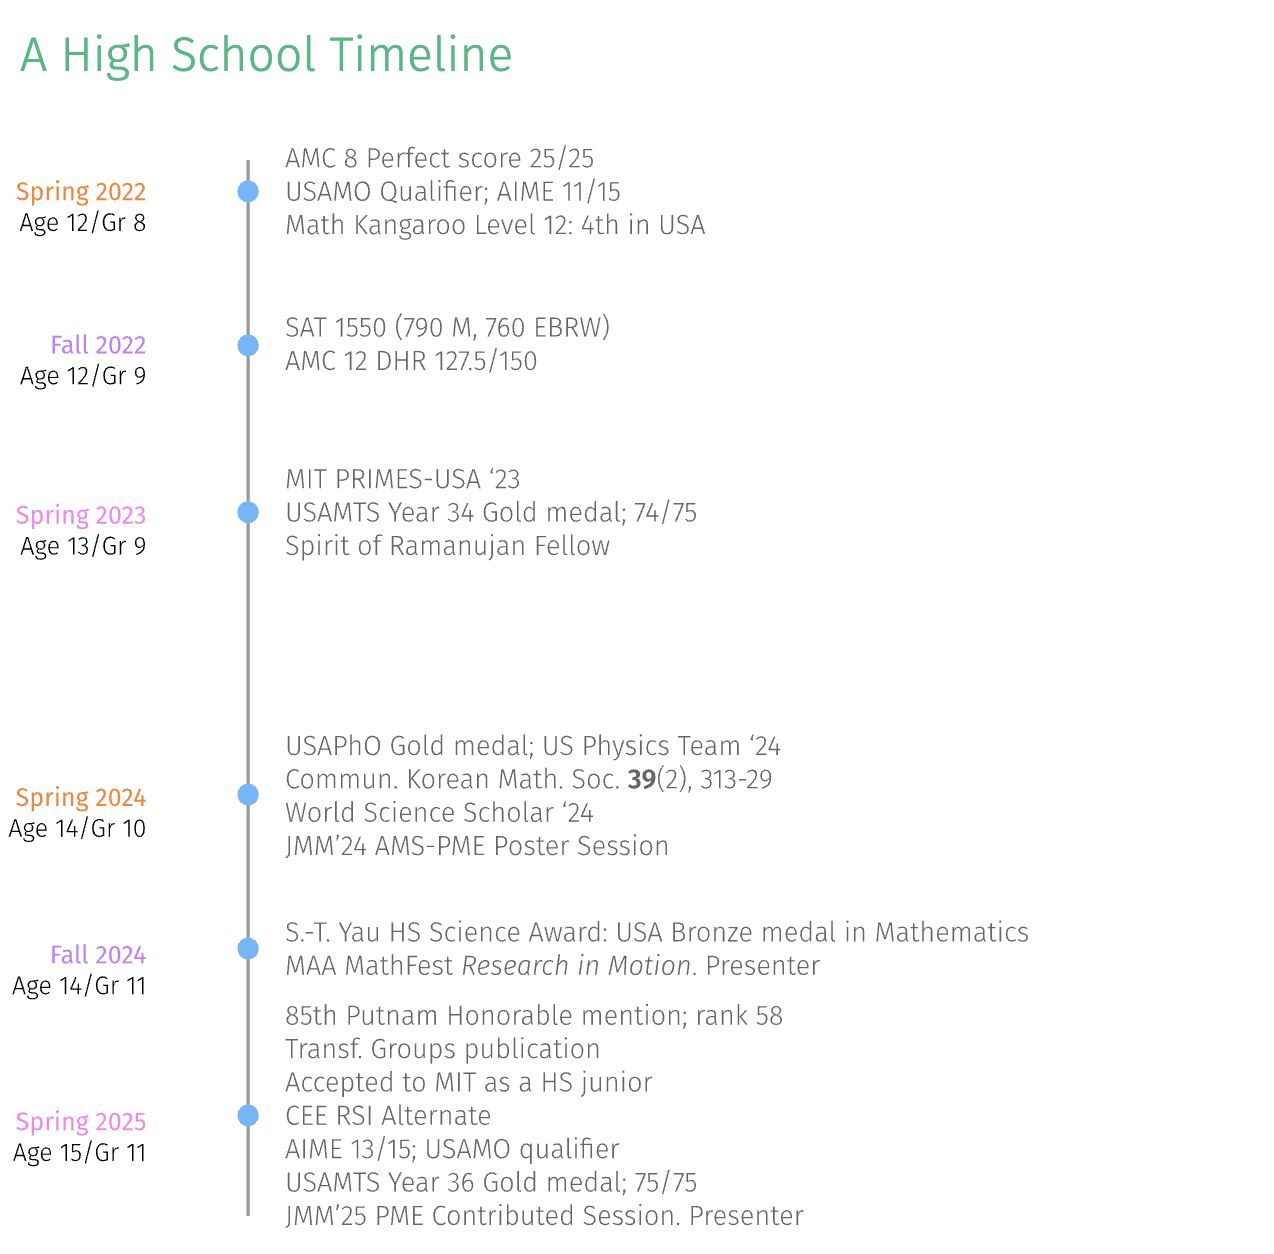 A High School Timeline
Spring 2022
Age 12/Gr 8
AMC 8 Perfect score 25/25
USAMO Qualifier; AIME 11/15
Math Kangaroo Level 12: 4th in USA
Fall 2022
Age 12/Gr 9
SAT 1550 (790 M, 760 EBRW)
AMC 12 DHR 127.5/150
Spring 2023
Age 13/Gr 9
MIT PRIMES-USA ‘23
USAMTS Year 34 Gold medal; 74/75
Spirit of Ramanujan Fellow
Spring 2024
Age 14/Gr 10
USAPhO Gold medal; US Physics Team ‘24
Commun. Korean Math. Soc. 39(2), 313-29
World Science Scholar ‘24
JMM’24 AMS-PME Poster Session
Fall 2024
Age 14/Gr 11
S.-T. Yau HS Science Award: USA Bronze medal in Mathematics
MAA MathFest Research in Motion. Presenter
Spring 2025
Age 15/Gr 11
85th Putnam Honorable mention; rank 58
Transf. Groups publication
Accepted to MIT as a HS junior
CEE RSI Alternate
AIME 13/15; USAMO qualifier
USAMTS Year 36 Gold medal; 75/75
JMM’25 PME Contributed Session. Presenter